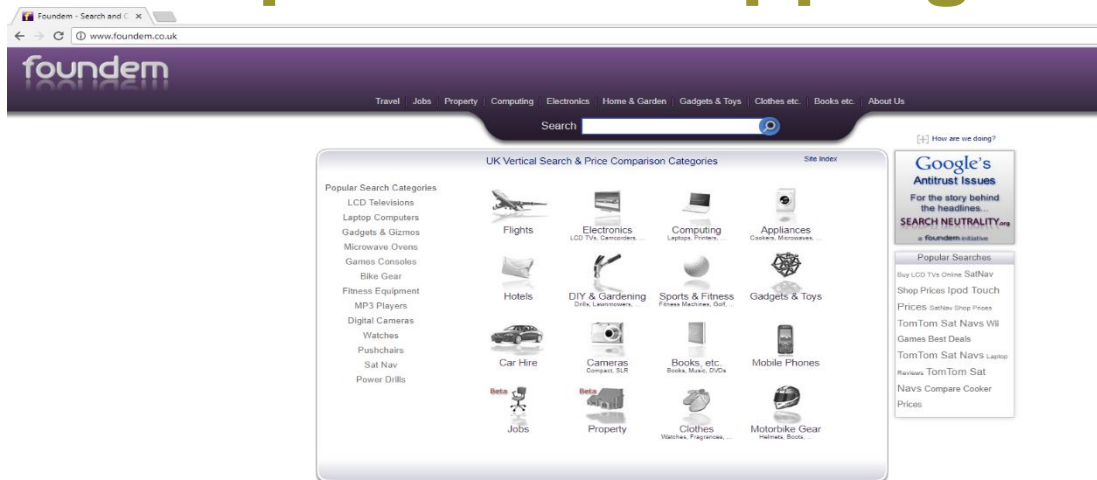 Foundem - Search and C
www.foundem.co.uk
foundem
Travel Jobs Property Computing Electronics Home & Garden Gadgets & Toys Clothes etc. Books etc. About Us
Search
[+] How are we doing?
UK Vertical Search & Price Comparison Categories
Site Index
Popular Search Categories
LCD Televisions
Laptop Computers
Gadgets & Gizmos
Microwave Ovens
Games Consoles
Bike Gear
Fitness Equipment
MP3 Players
Digital Cameras
Watches
Pushchairs
Sat Nav
Power Drills
Flights
Electronics
LCD TVs, Camcorders, ...
Computing
Laptops, Printers, ...
Appliances
Cookers, Microwaves, ...
Hotels
DIY & Gardening
Drills, Lawnmowers, ...
Sports & Fitness
Fitness Machines, Golf, ...
Gadgets & Toys
Car Hire
Cameras
Compact, SLR
Books, etc.
Books, Music, DVDs
Mobile Phones
Beta
Jobs
Beta
Property
Clothes
Watches, Fragrances, ...
Motorbike Gear
Helmets, Boots, ...
Google's
Antitrust Issues
For the story behind
the headlines...
SEARCH NEUTRALITY.org
a foundem initiative
Popular Searches
Buy LCD TVs Online SatNav
Shop Prices Ipod Touch
Prices SatNav Shop Prices
TomTom Sat Navs Wii
Games Best Deals
TomTom Sat Navs Laptop
Reviews TomTom Sat
Navs Compare Cooker
Prices